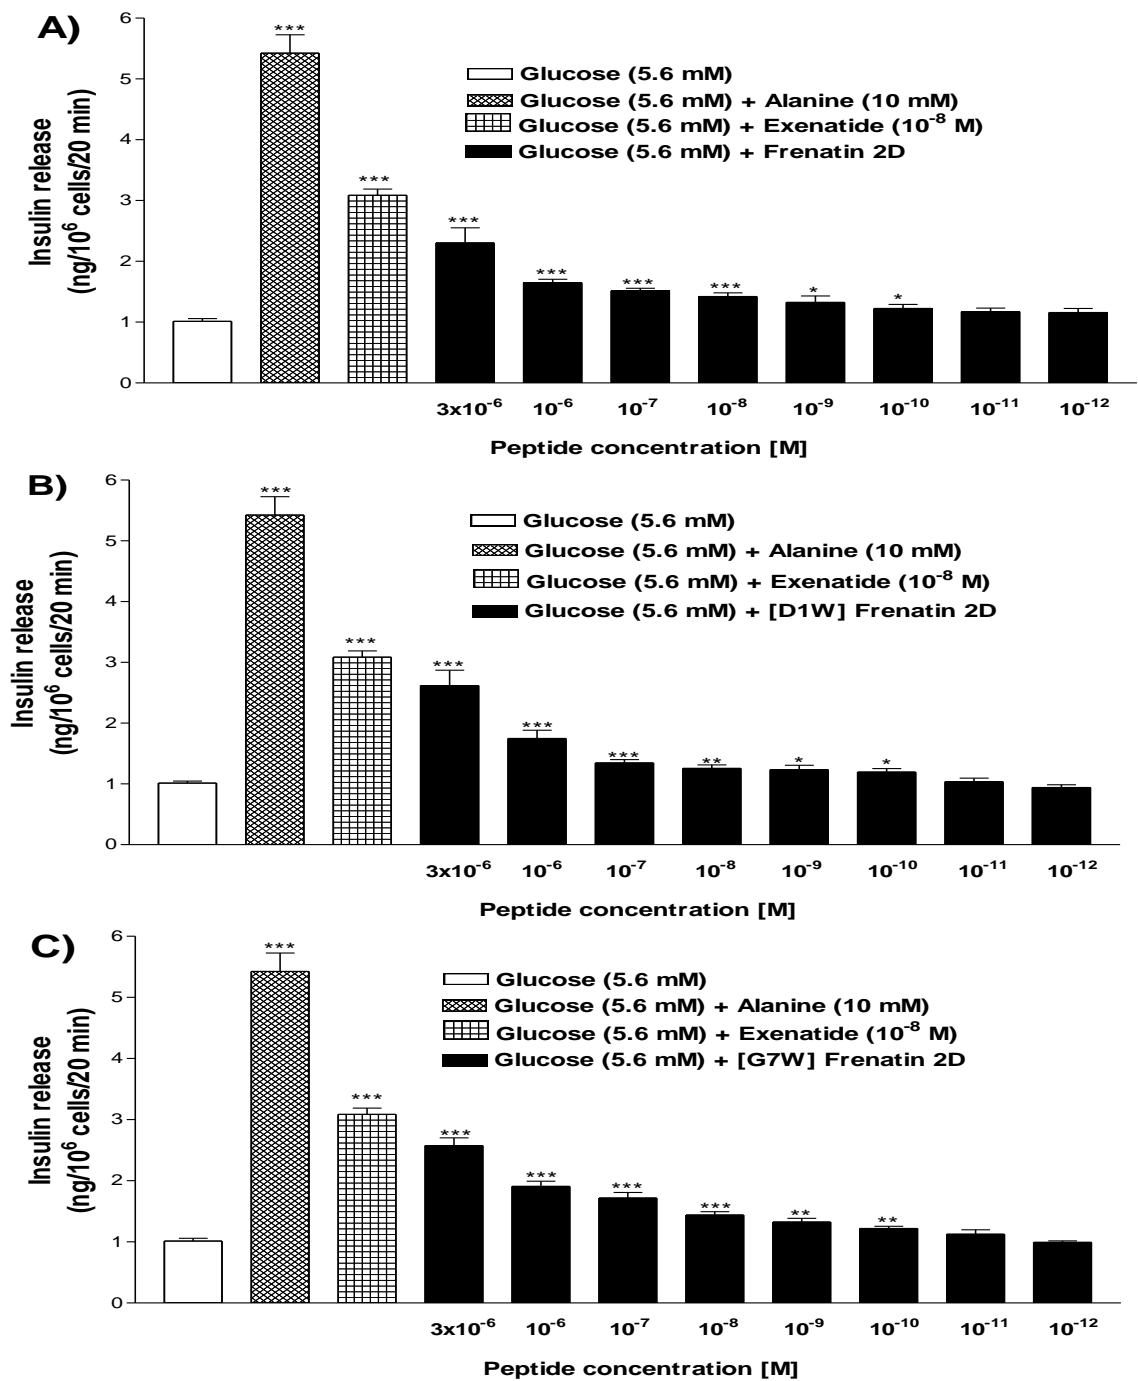 A)
Insulin release
(ng/10⁶ cells/20 min)
6
5
4
3
2
1
0
***
***
***
***
***
***
*
*
Glucose (5.6 mM)
Glucose (5.6 mM) + Alanine (10 mM)
Glucose (5.6 mM) + Exenatide (10⁻⁸ M)
Glucose (5.6 mM) + Frenatin 2D
3x10⁻⁶ 10⁻⁶ 10⁻⁷ 10⁻⁸ 10⁻⁹ 10⁻¹⁰ 10⁻¹¹ 10⁻¹²
Peptide concentration [M]
B)
Insulin release
(ng/10⁶ cells/20 min)
6
5
4
3
2
1
0
***
***
***
***
***
**
*
*
Glucose (5.6 mM)
Glucose (5.6 mM) + Alanine (10 mM)
Glucose (5.6 mM) + Exenatide (10⁻⁸ M)
Glucose (5.6 mM) + [D1W] Frenatin 2D
3x10⁻⁶ 10⁻⁶ 10⁻⁷ 10⁻⁸ 10⁻⁹ 10⁻¹⁰ 10⁻¹¹ 10⁻¹²
Peptide concentration [M]
C)
Insulin release
(ng/10⁶ cells/20 min)
6
5
4
3
2
1
0
***
***
***
***
***
***
**
**
Glucose (5.6 mM)
Glucose (5.6 mM) + Alanine (10 mM)
Glucose (5.6 mM) + Exenatide (10⁻⁸ M)
Glucose (5.6 mM) + [G7W] Frenatin 2D
3x10⁻⁶ 10⁻⁶ 10⁻⁷ 10⁻⁸ 10⁻⁹ 10⁻¹⁰ 10⁻¹¹ 10⁻¹²
Peptide concentration [M]